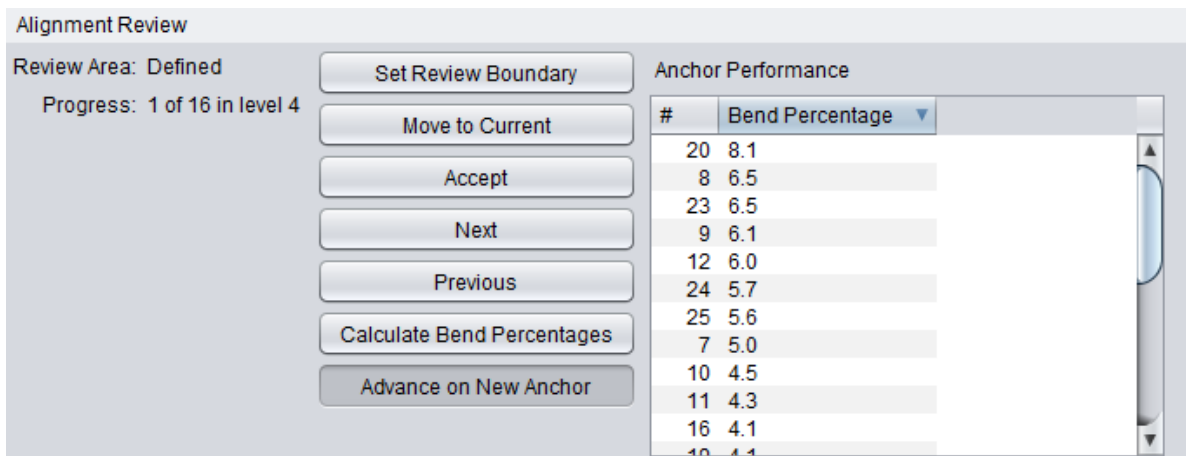 Alignment Review
Review Area: Defined
Progress: 1 of 16 in level 4
Set Review Boundary
Move to Current
Accept
Next
Previous
Calculate Bend Percentages
Advance on New Anchor
Anchor Performance
# Bend Percentage
20 8.1
8 6.5
23 6.5
9 6.1
12 6.0
24 5.7
25 5.6
7 5.0
10 4.5
11 4.3
16 4.1